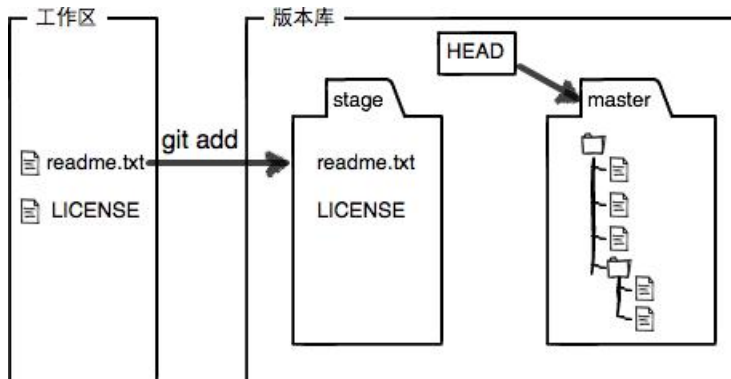 工作区
版本库
HEAD
stage
master
git add
readme.txt
readme.txt
LICENSE
LICENSE